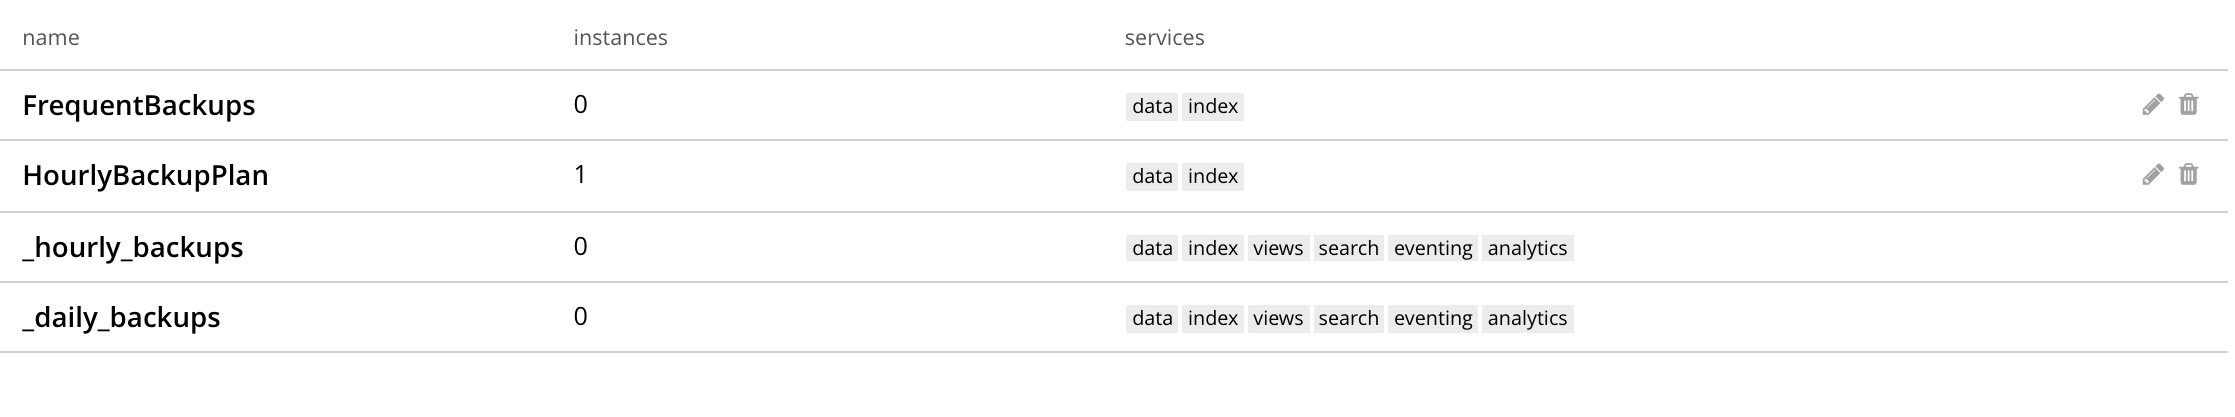 name instances services
FrequentBackups 0 data index
HourlyBackupPlan 1 data index
_hourly_backups 0 data index views search eventing analytics
_daily_backups 0 data index views search eventing analytics